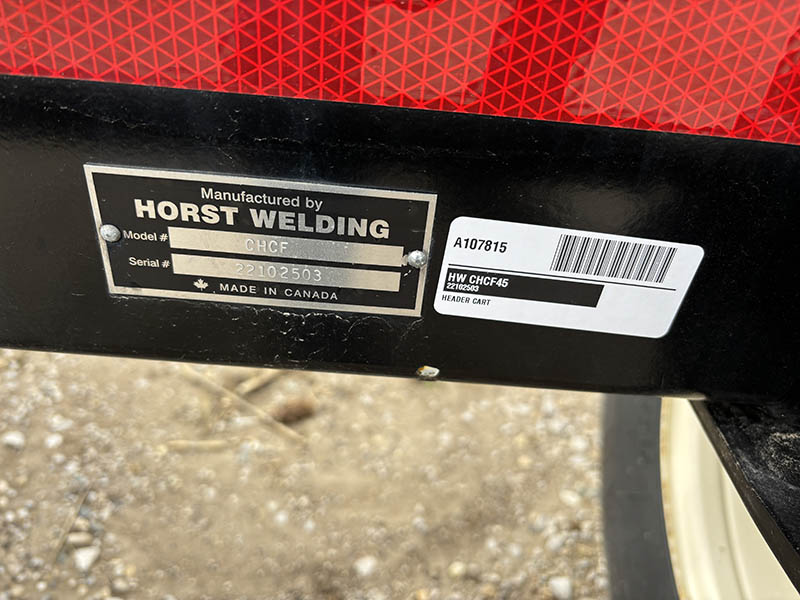 Manufactured by
HORST WELDING
Model # CHCF
Serial # 22102503
MADE IN CANADA
A107815
HW CHCF45
22102503
HEADER CART